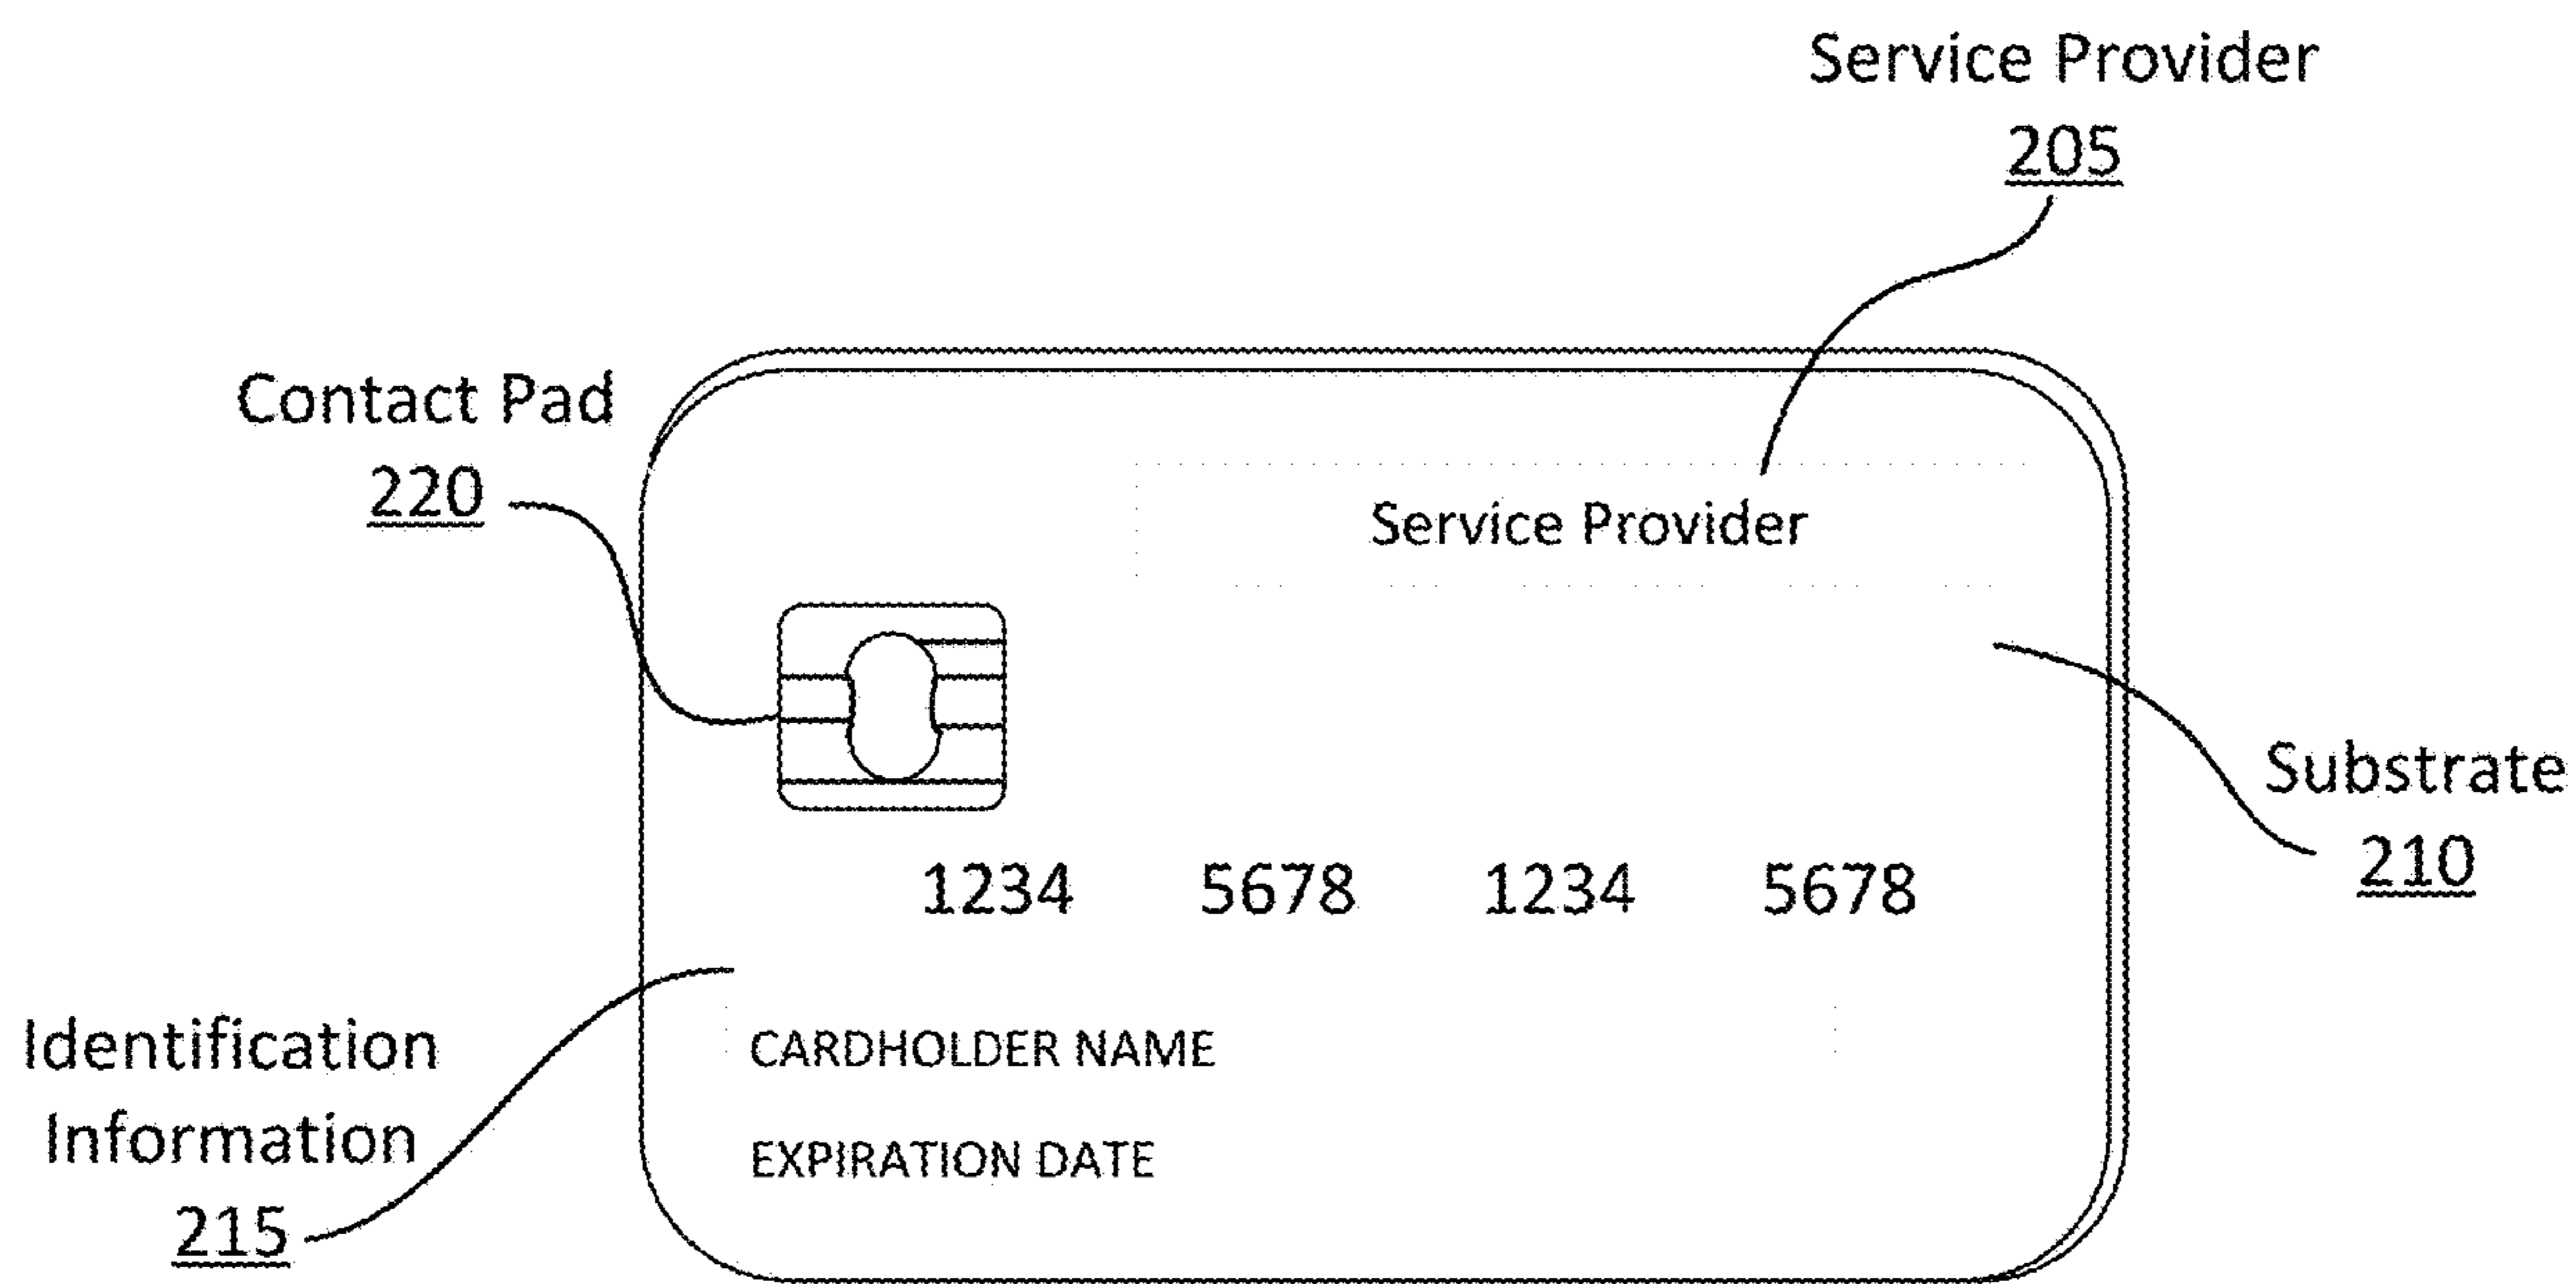 Service Provider
205
Contact Pad
220
Service Provider
Substrate
210
1234 5678 1234 5678
Identification
Information
215
CARDHOLDER NAME
EXPIRATION DATE